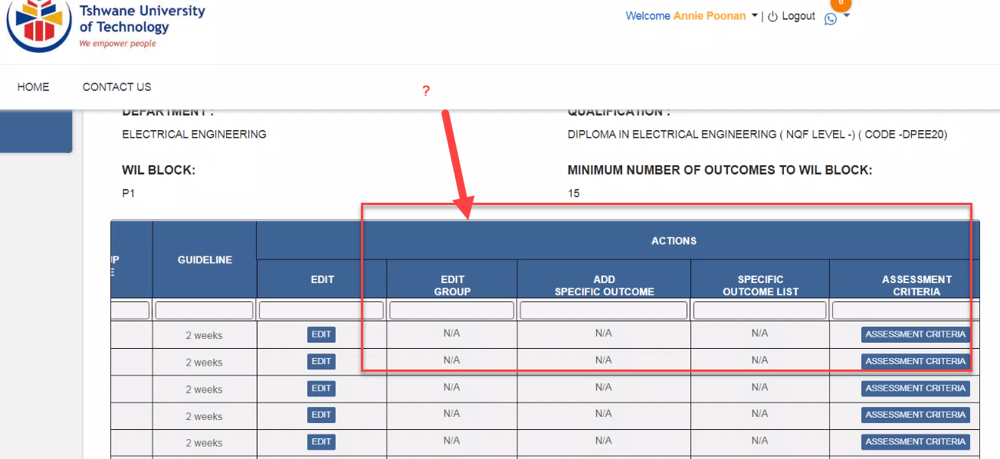 Tshwane University
of Technology
We empower people
Welcome Annie Poonan | Logout
0
HOME CONTACT US
?
DEPARTMENT : QUALIFICATION :
ELECTRICAL ENGINEERING DIPLOMA IN ELECTRICAL ENGINEERING ( NQF LEVEL -) ( CODE -DPEE20)
WIL BLOCK: MINIMUM NUMBER OF OUTCOMES TO WIL BLOCK:
P1 15
ACTIONS
GUIDELINE
EDIT EDIT ADD SPECIFIC ASSESSMENT
GROUP SPECIFIC OUTCOME OUTCOME LIST CRITERIA
2 weeks EDIT N/A N/A N/A ASSESSMENT CRITERIA
2 weeks EDIT N/A N/A N/A ASSESSMENT CRITERIA
2 weeks EDIT N/A N/A N/A ASSESSMENT CRITERIA
2 weeks EDIT N/A N/A N/A ASSESSMENT CRITERIA
2 weeks EDIT N/A N/A N/A ASSESSMENT CRITERIA